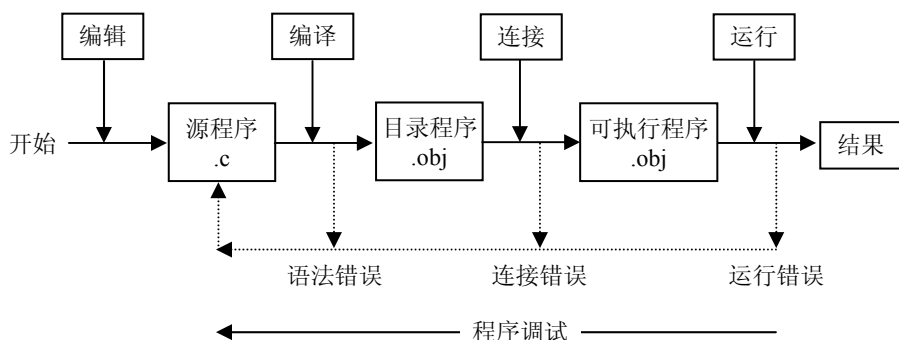 编辑
编译
连接
运行
开始
源程序
.c
目录程序
.obj
可执行程序
.obj
结果
语法错误
连接错误
运行错误
程序调试